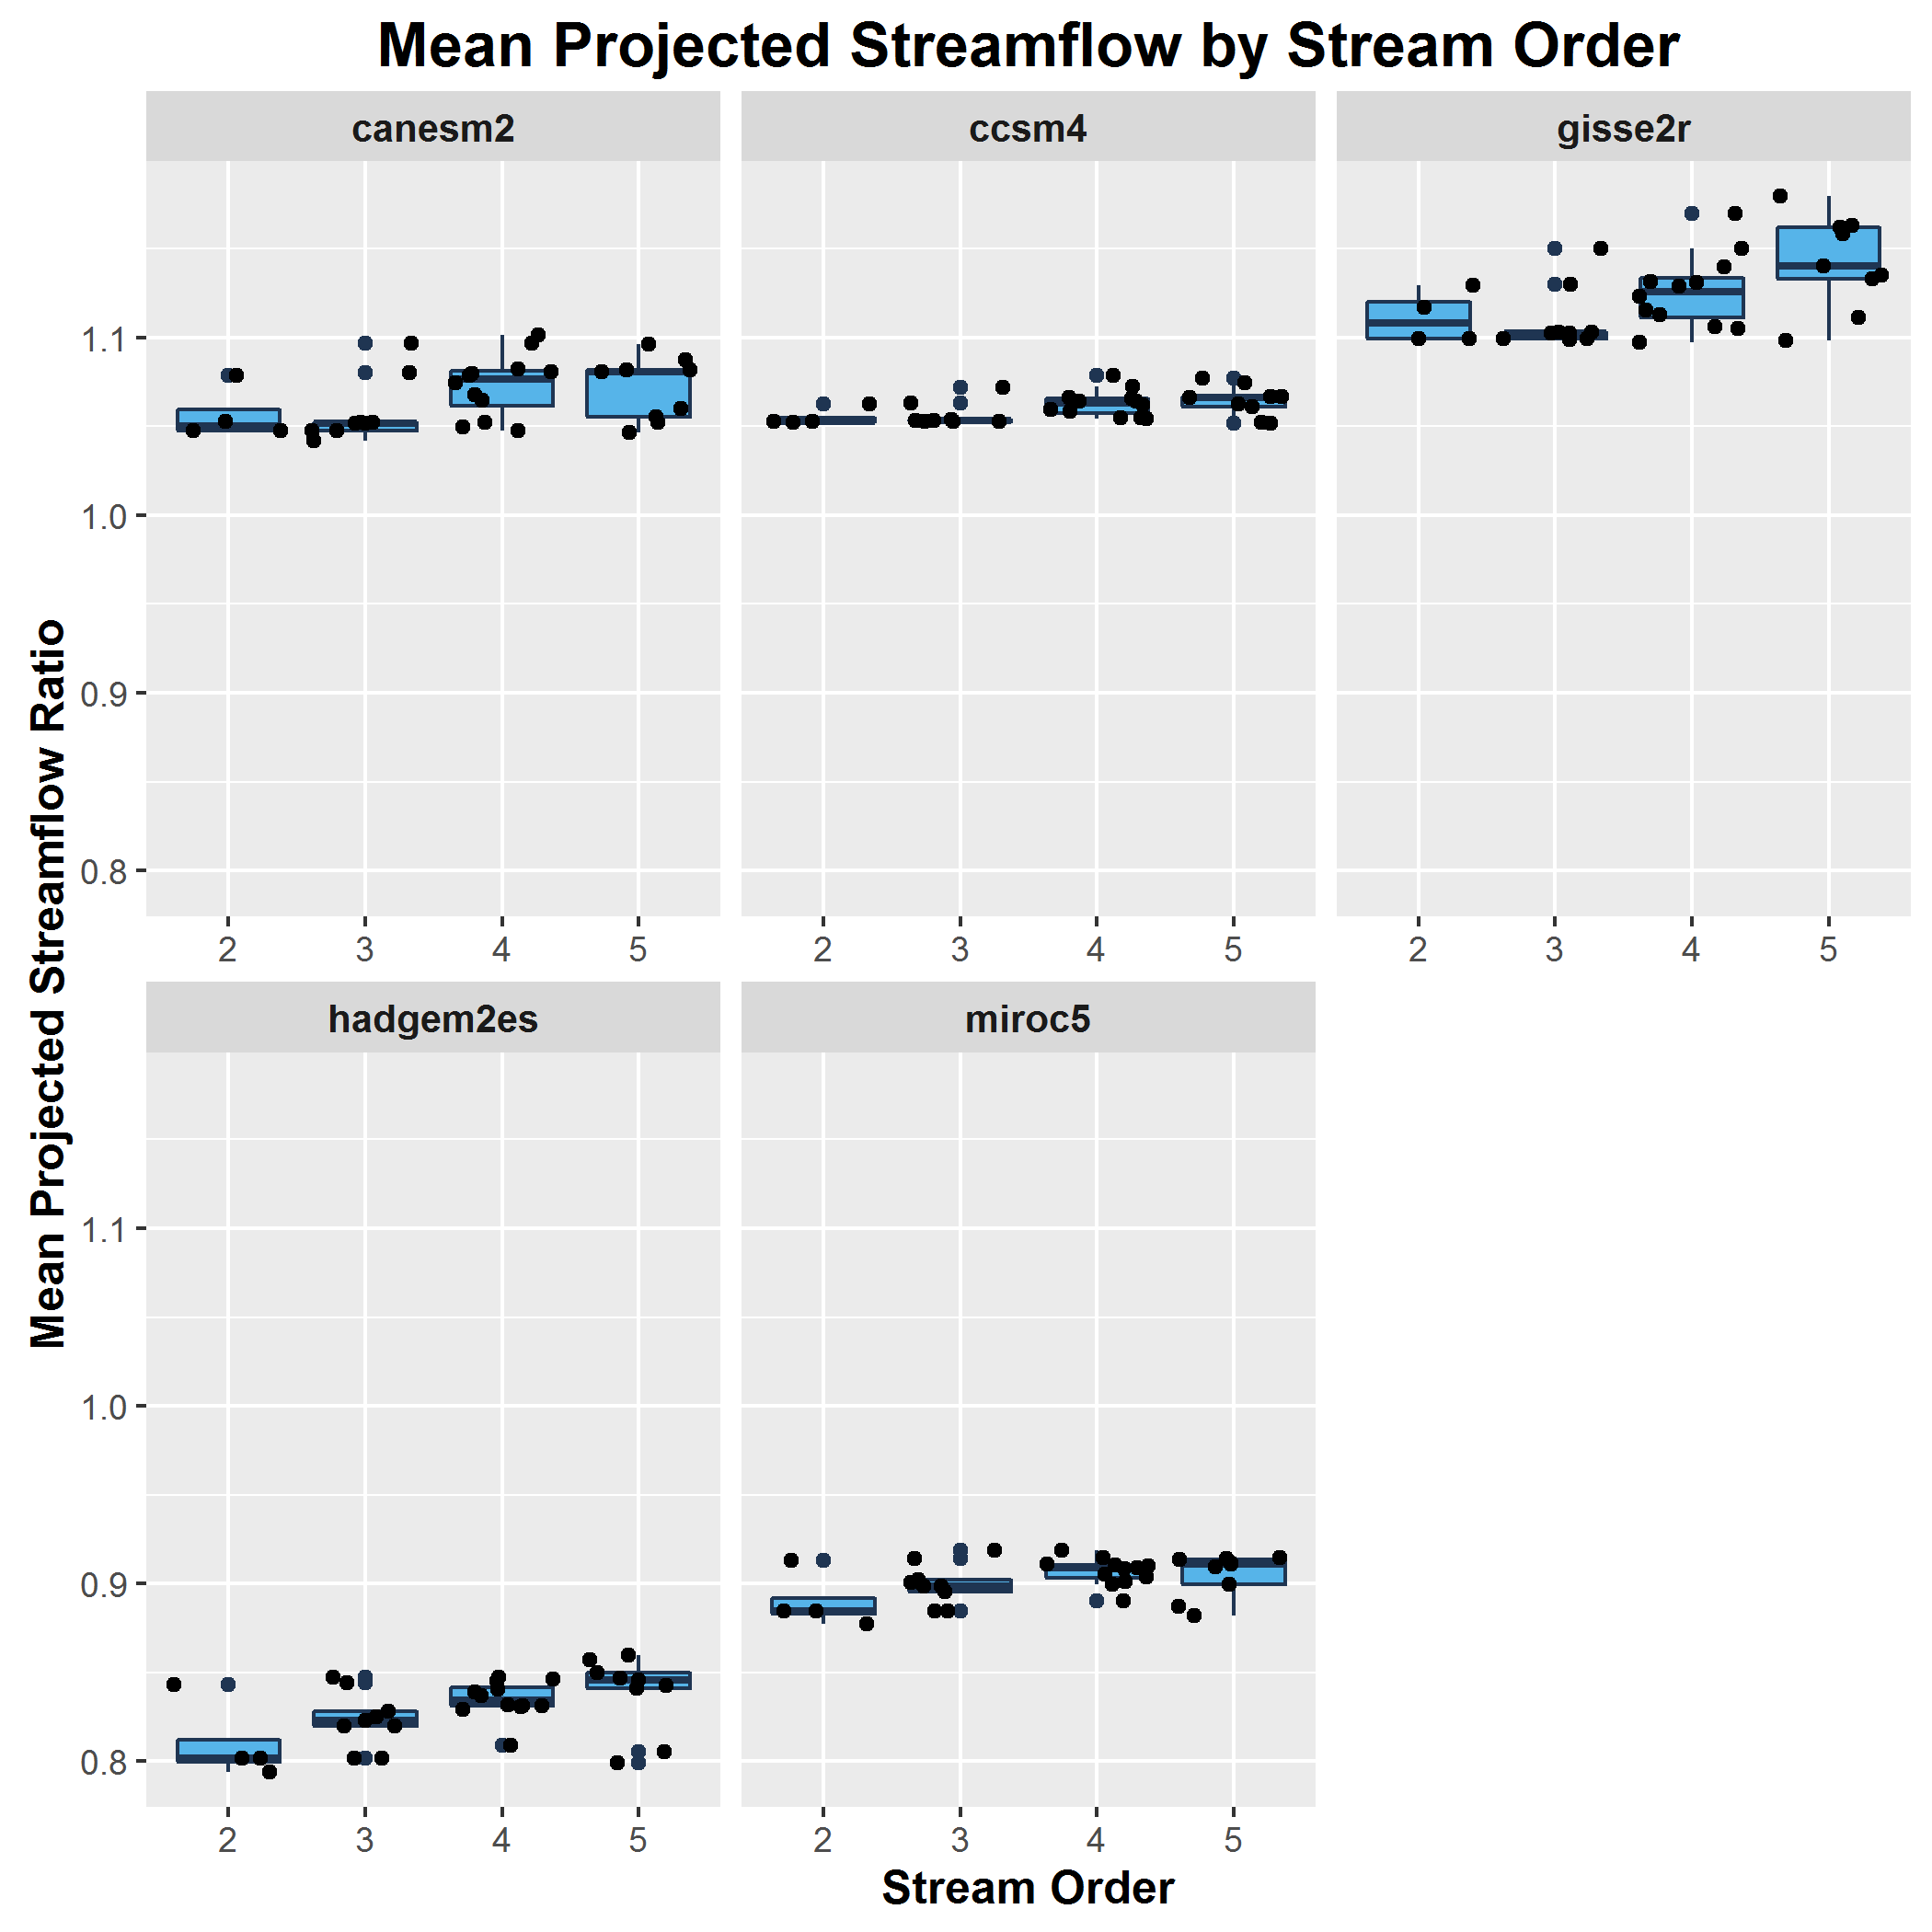 Mean Projected Streamflow by Stream Order
canesm2
ccsm4
gisse2r
Mean Projected Streamflow Ratio
1.1
1.0
0.9
0.8
2 3 4 5
2 3 4 5
2 3 4 5
hadgem2es
miroc5
1.1
1.0
0.9
0.8
2 3 4 5
2 3 4 5
Stream Order